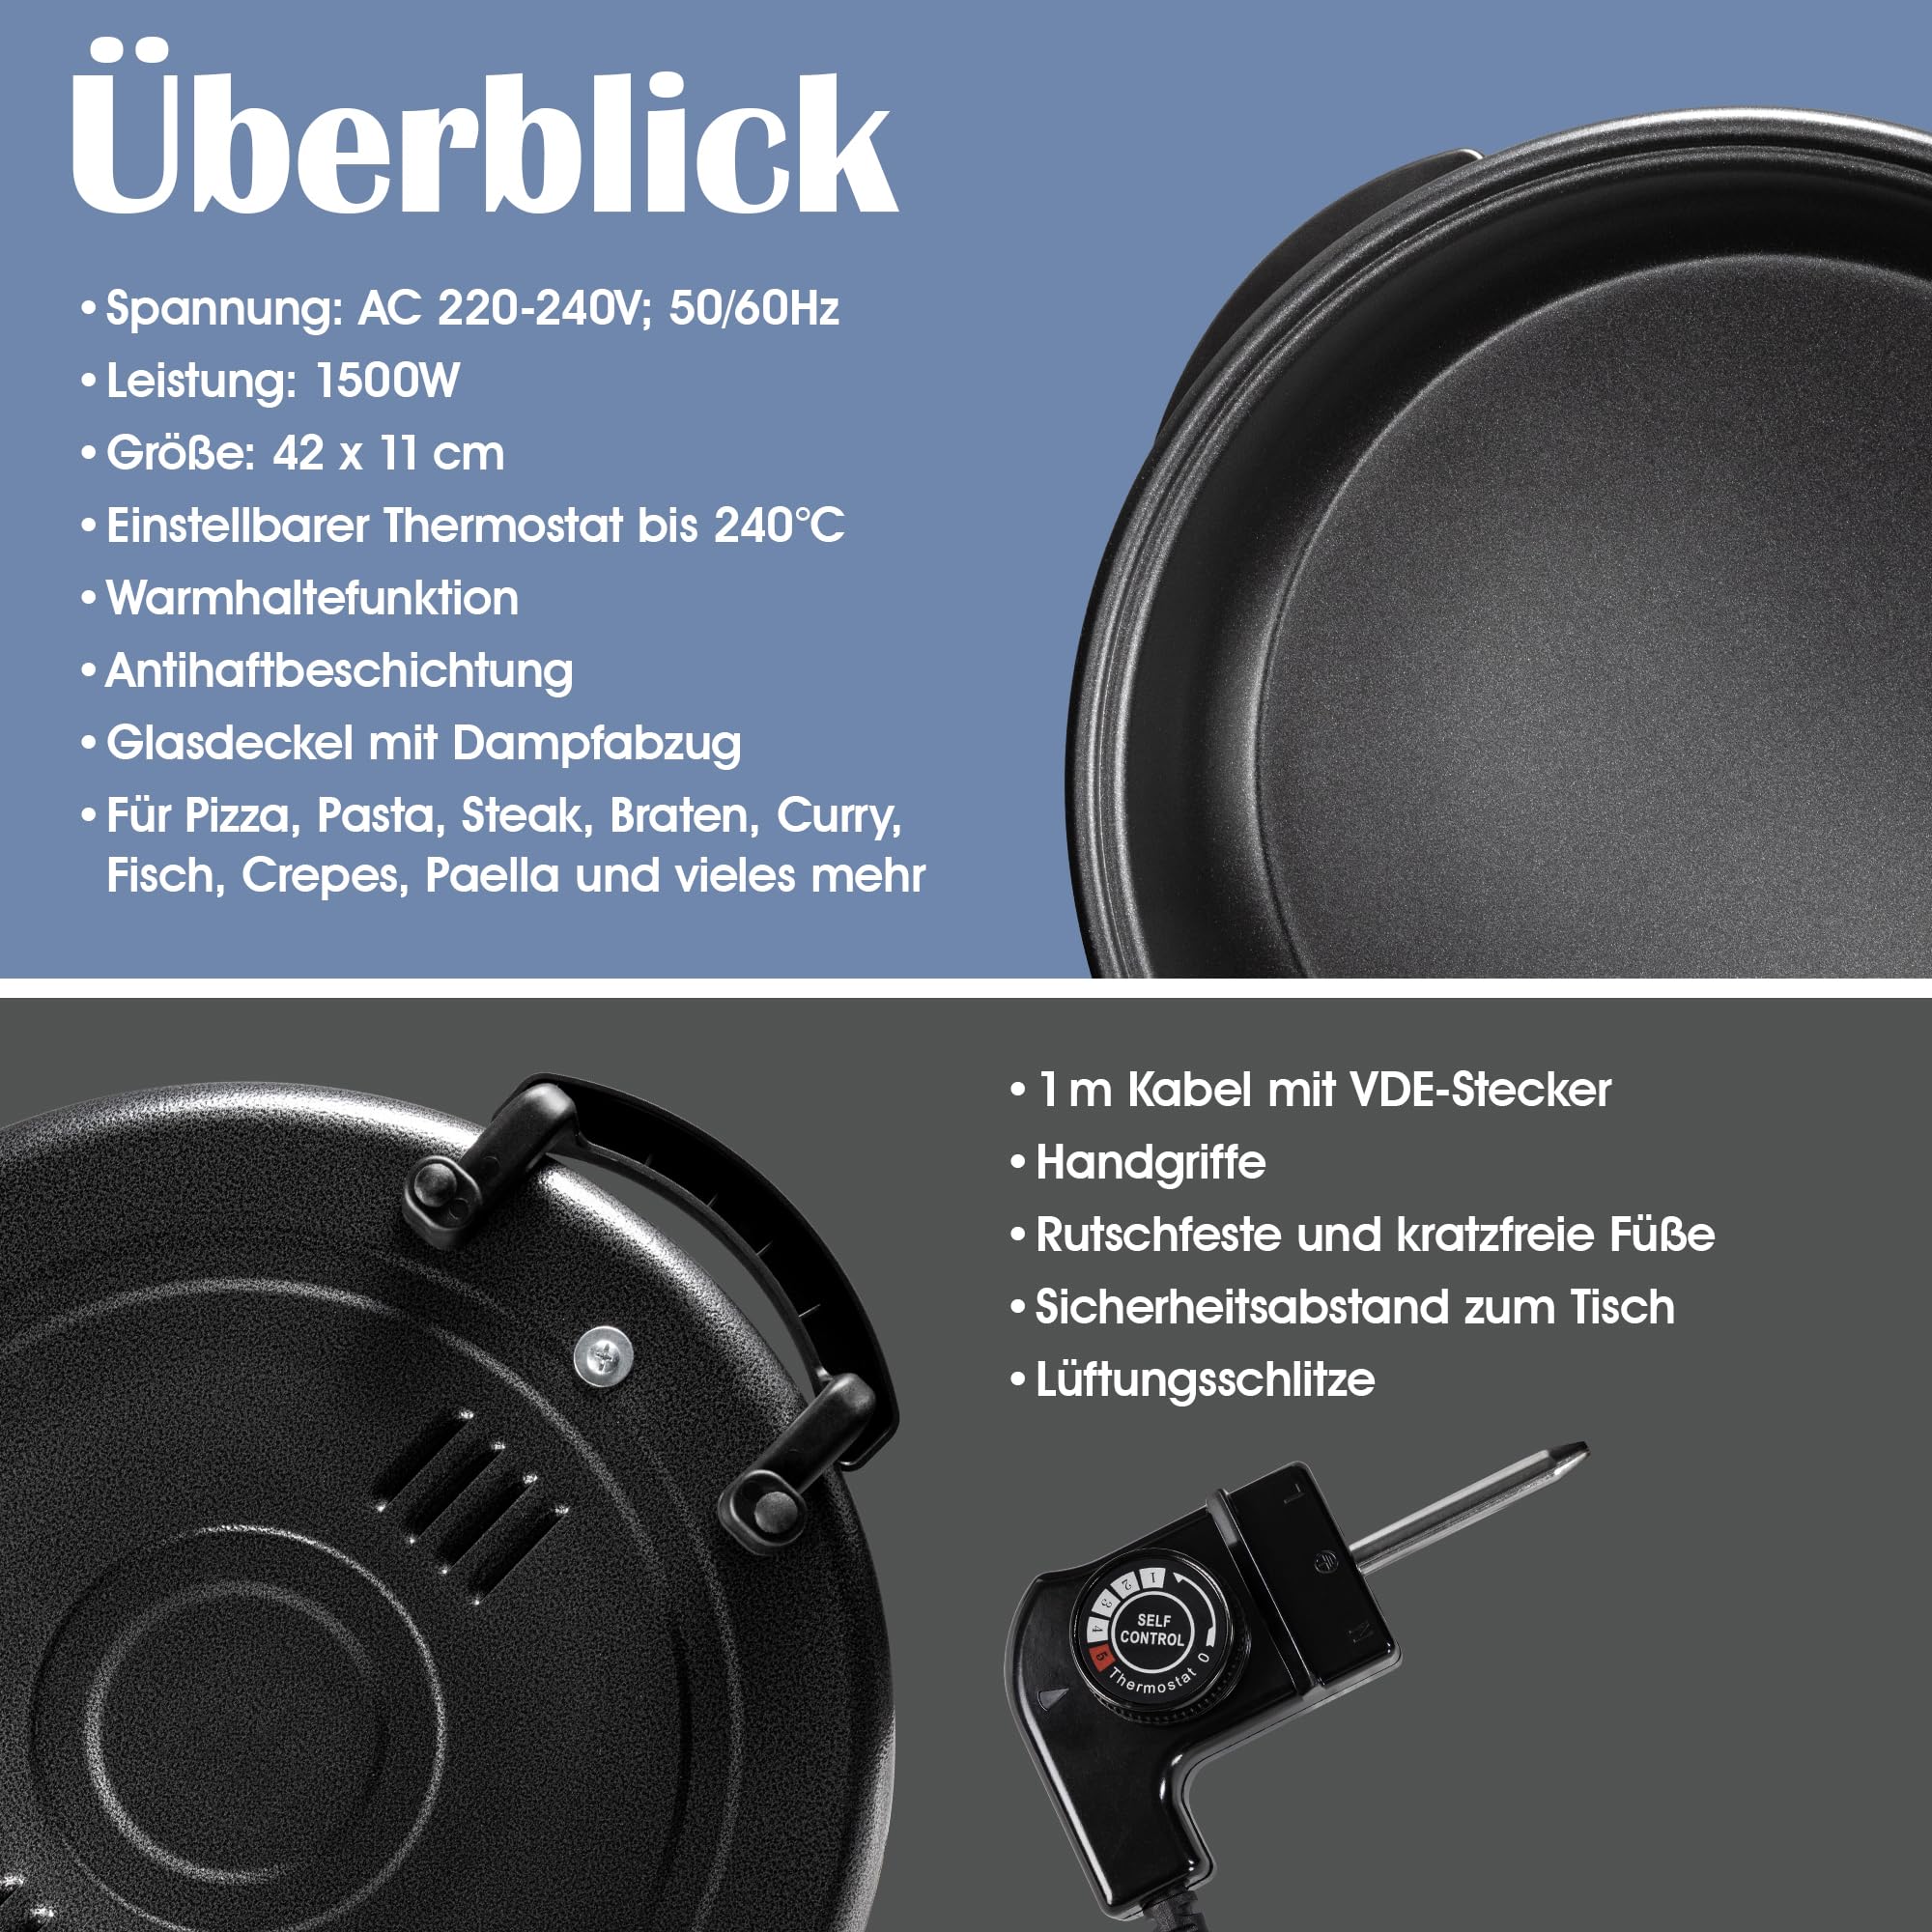 Überblick
• Spannung: AC 220-240V; 50/60Hz
• Leistung: 1500W
• Größe: 42 x 11 cm
• Einstellbarer Thermostat bis 240°C
• Warmhaltefunktion
• Antihaftbeschichtung
• Glasdeckel mit Dampfabzug
• Für Pizza, Pasta, Steak, Braten, Curry,
Fisch, Crepes, Paella und vieles mehr
• 1 m Kabel mit VDE-Stecker
• Handgriffe
• Rutschfeste und kratzfreie Füße
• Sicherheitsabstand zum Tisch
• Lüftungsschlitze
L
N
1
2
3
4
5
SELF
CONTROL
Thermostat 0